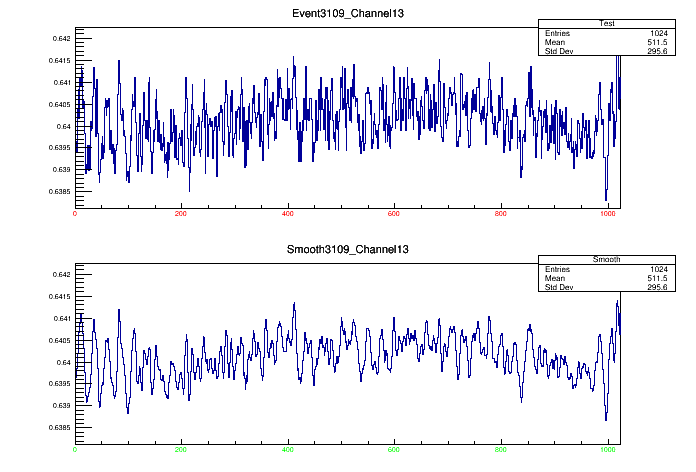 Event3109_Channel13
Test
Entries 1024
Mean 511.5
Std Dev 295.6
0.642
0.6415
0.641
0.6405
0.64
0.6395
0.639
0.6385
0 200 400 600 800 1000
Smooth3109_Channel13
Smooth
Entries 1024
Mean 511.5
Std Dev 295.6
0.642
0.6415
0.641
0.6405
0.64
0.6395
0.639
0.6385
0 200 400 600 800 1000